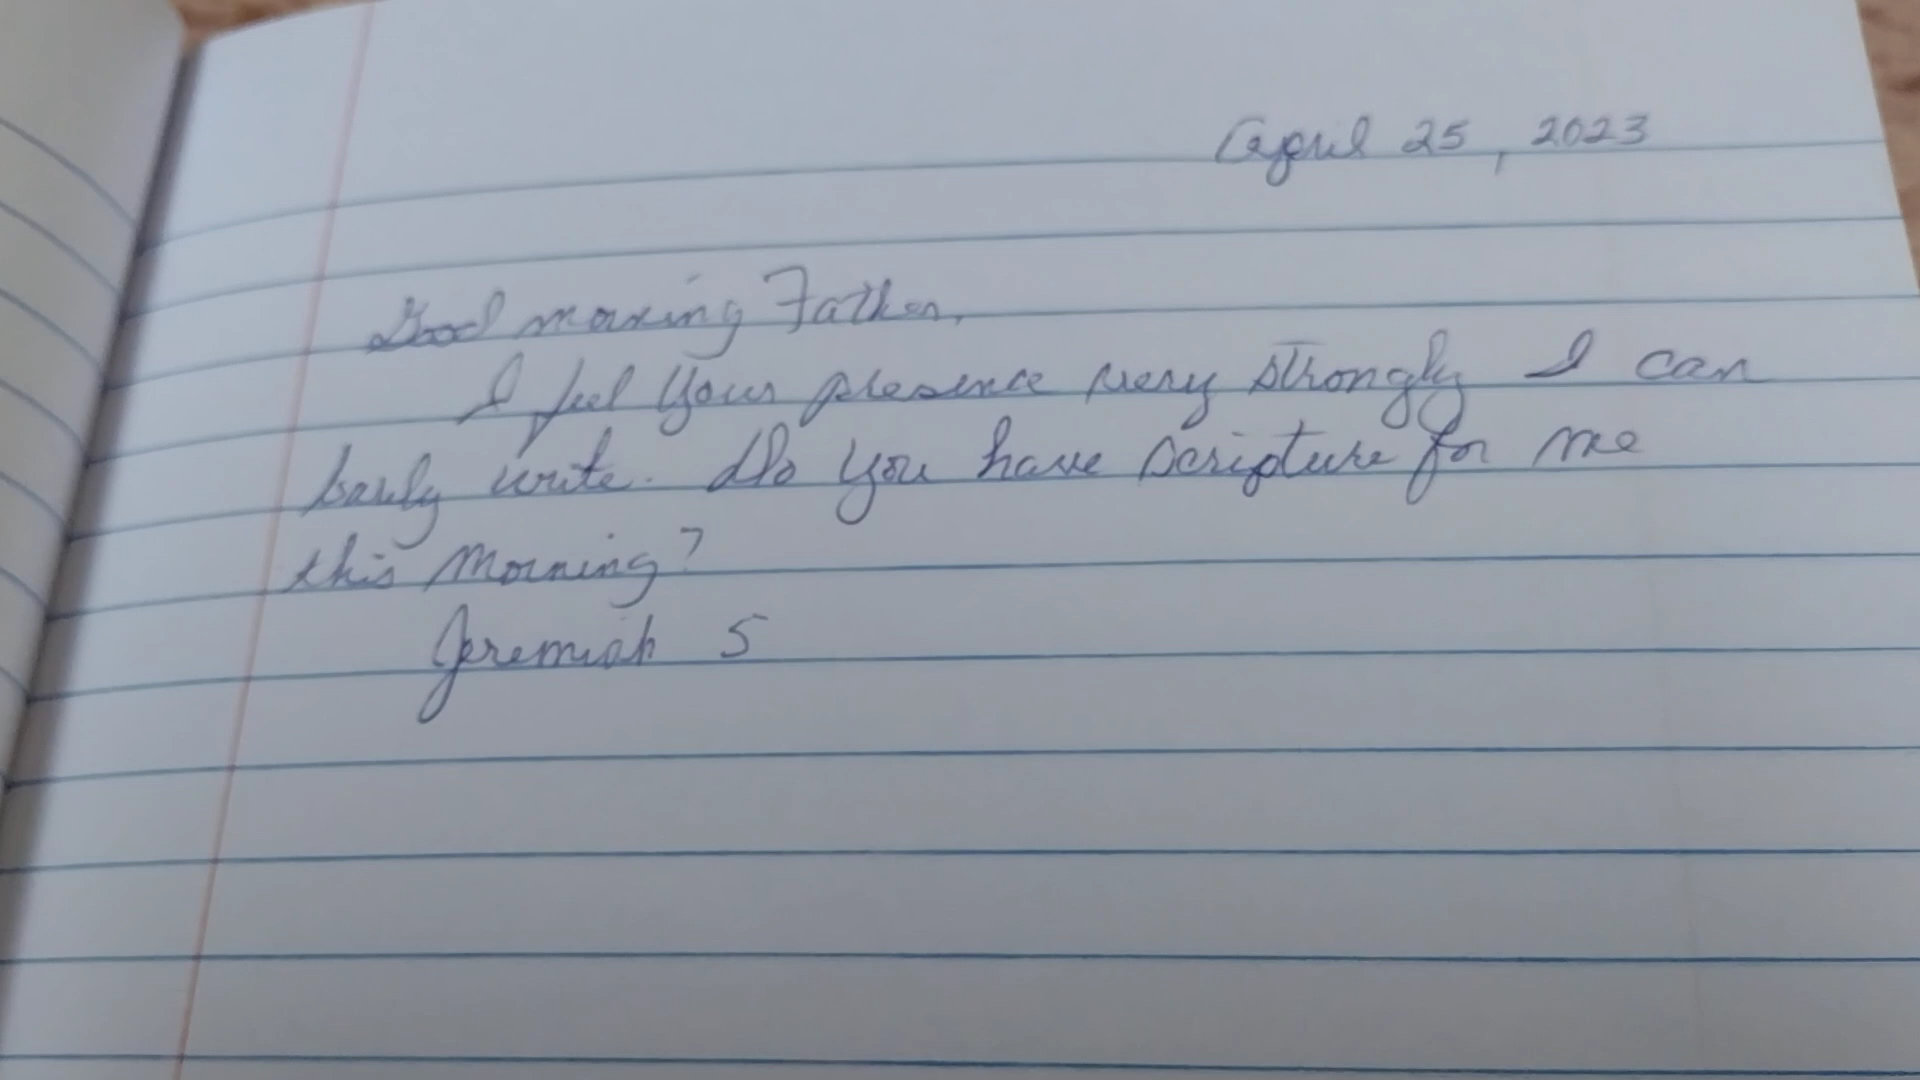 April 25, 2023
Good morning Father,
I feel Your presence very strongly I can
barely write. Do You have scripture for me
this morning?
Jeremiah 5